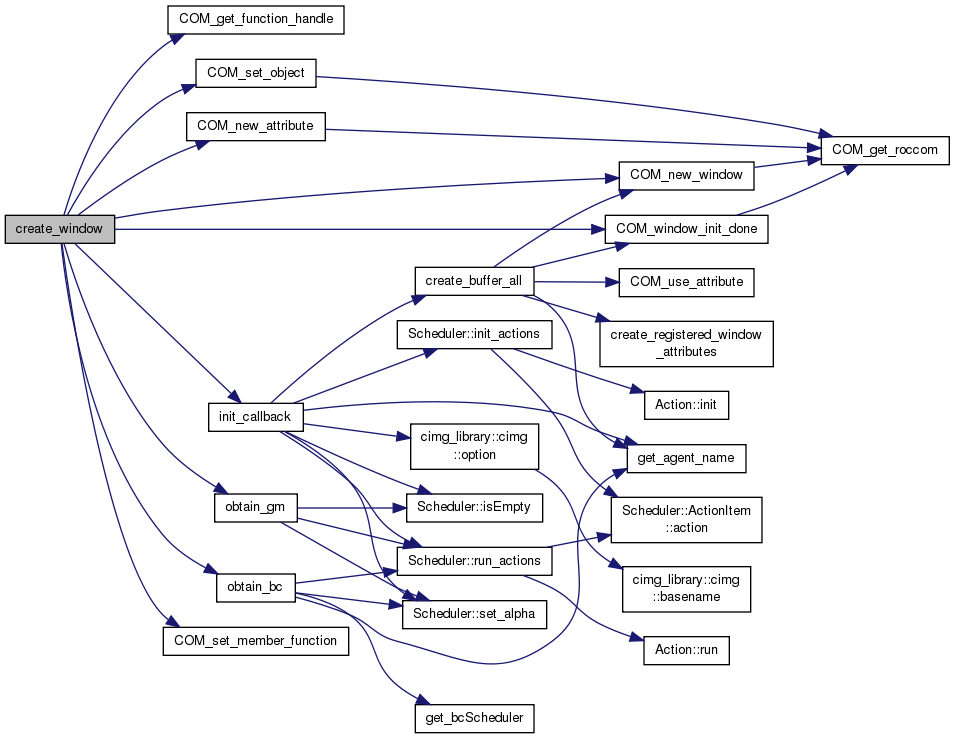 COM_get_function_handle
COM_set_object
COM_new_attribute
COM_get_roccom
COM_new_window
create_window
COM_window_init_done
create_buffer_all
COM_use_attribute
Scheduler::init_actions
create_registered_window
_attributes
Action::init
init_callback
cimg_library::cimg
::option
get_agent_name
obtain_gm
Scheduler::isEmpty
Scheduler::ActionItem
::action
Scheduler::run_actions
obtain_bc
cimg_library::cimg
::basename
Scheduler::set_alpha
COM_set_member_function
Action::run
get_bcScheduler